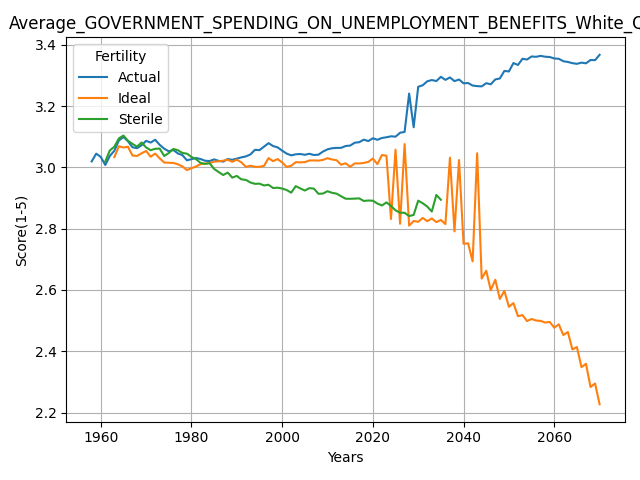 Average_GOVERNMENT_SPENDING_ON_UNEMPLOYMENT_BENEFITS_White_
Fertility
Actual
Ideal
Sterile
3.4
3.2
3.0
2.8
2.6
2.4
2.2
Score(1-5)
1960 1980 2000 2020 2040 2060
Years